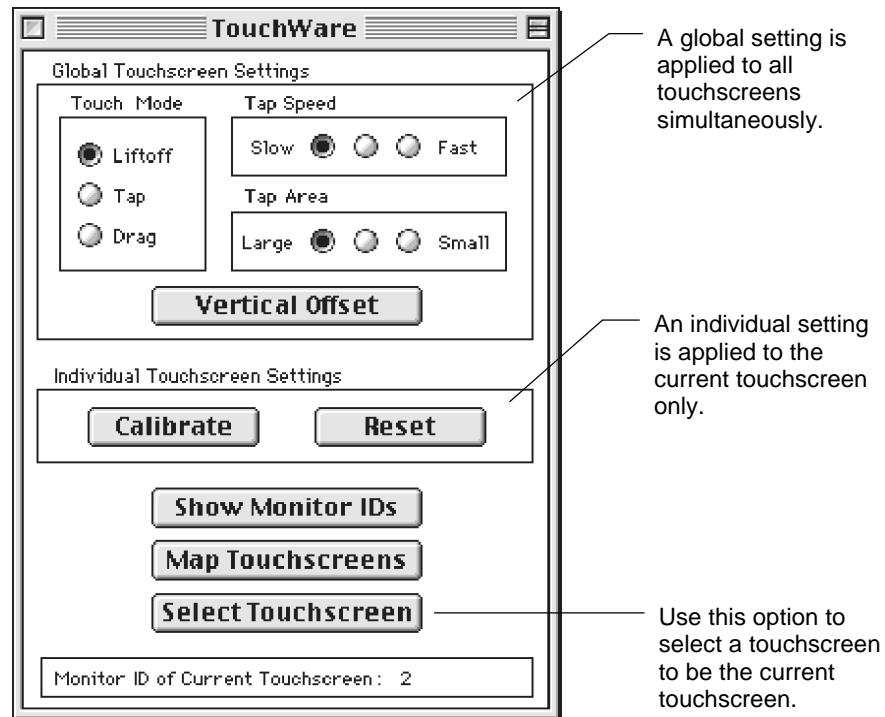 TouchWare
Global Touchscreen Settings
Touch Mode
Liftoff
Tap
Drag
Tap Speed
Slow Fast
Tap Area
Large Small
Vertical Offset
Individual Touchscreen Settings
Calibrate Reset
Show Monitor IDs
Map Touchscreens
Select Touchscreen
Monitor ID of Current Touchscreen: 2
A global setting is
applied to all
touchscreens
simultaneously.
An individual setting
is applied to the
current touchscreen
only.
Use this option to
select a touchscreen
to be the current
touchscreen.